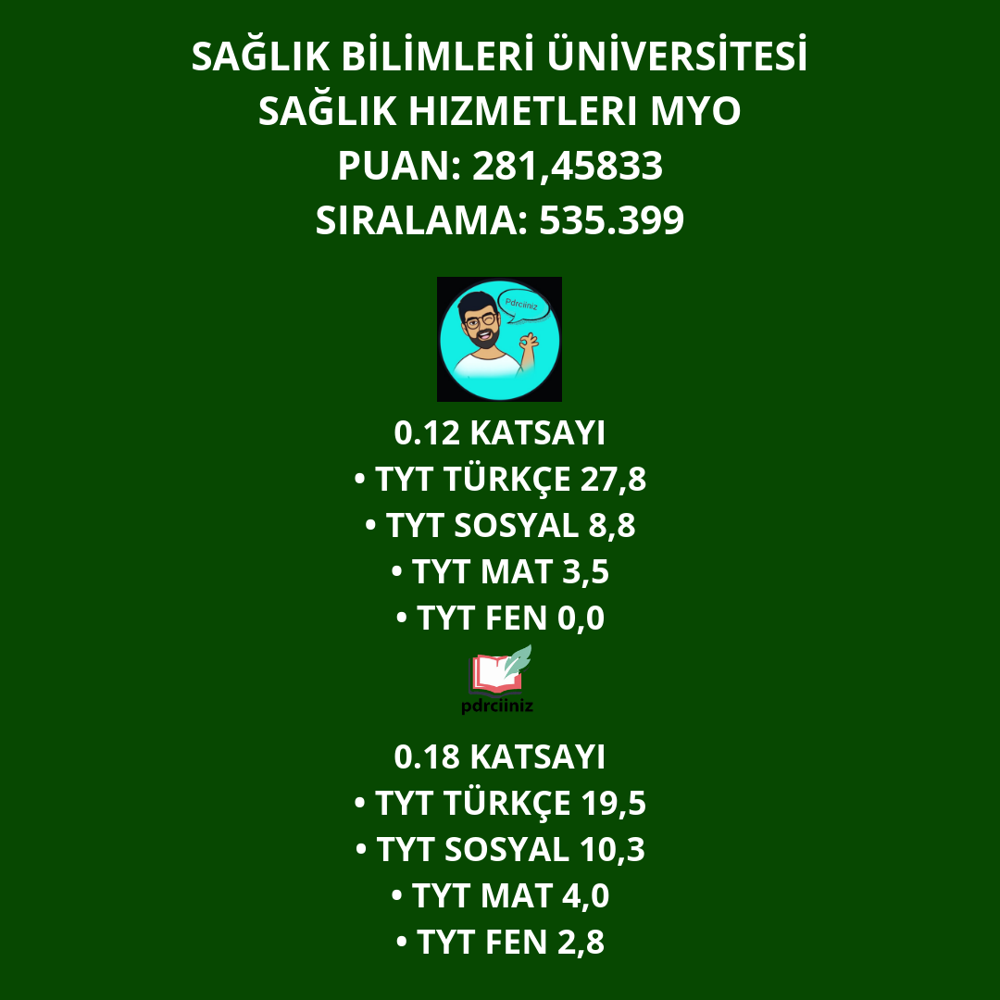 SAĞLIK BİLİMLERİ ÜNİVERSİTESİ
SAĞLIK HIZMETLERI MYO
PUAN: 281,45833
SIRALAMA: 535.399
Pdrciiniz
0.12 KATSAYI
• TYT TÜRKÇE 27,8
• TYT SOSYAL 8,8
• TYT MAT 3,5
• TYT FEN 0,0
pdrciiniz
0.18 KATSAYI
• TYT TÜRKÇE 19,5
• TYT SOSYAL 10,3
• TYT MAT 4,0
• TYT FEN 2,8